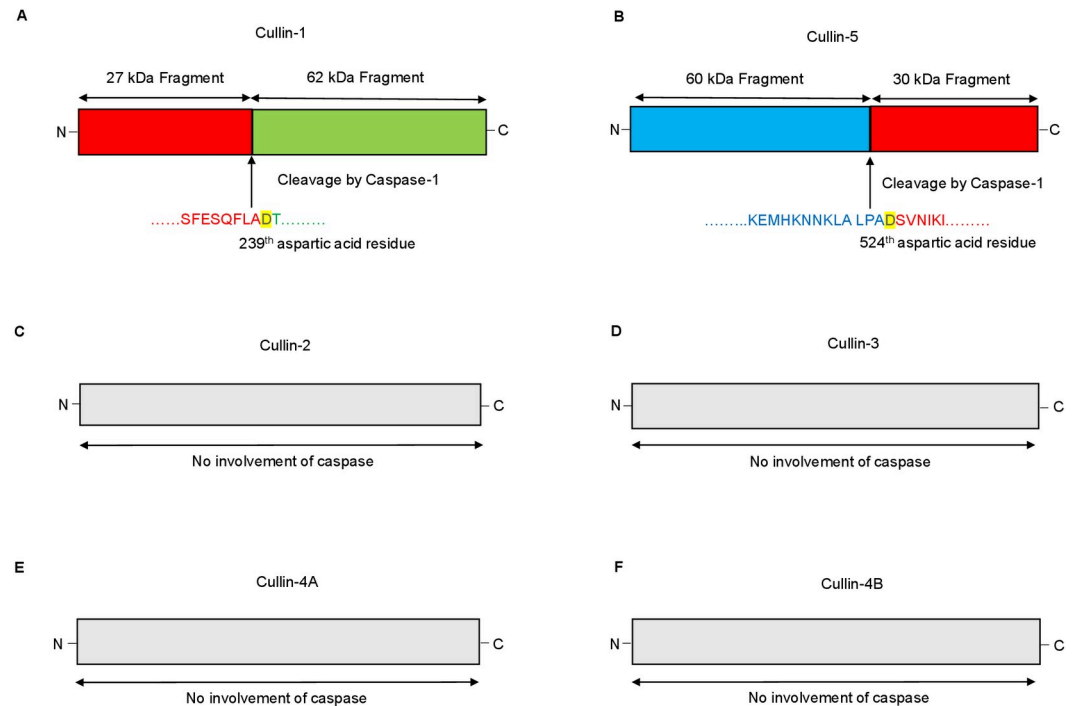 A
Cullin-1
27 kDa Fragment
62 kDa Fragment
N
C
Cleavage by Caspase-1
......SFESQFLADT.........
239th aspartic acid residue
B
Cullin-5
60 kDa Fragment
30 kDa Fragment
N
C
Cleavage by Caspase-1
.........KEMHKNNKLA LPADSVNIKI.........
524th aspartic acid residue
C
Cullin-2
N
C
No involvement of caspase
D
Cullin-3
N
C
No involvement of caspase
E
Cullin-4A
N
C
No involvement of caspase
F
Cullin-4B
N
C
No involvement of caspase